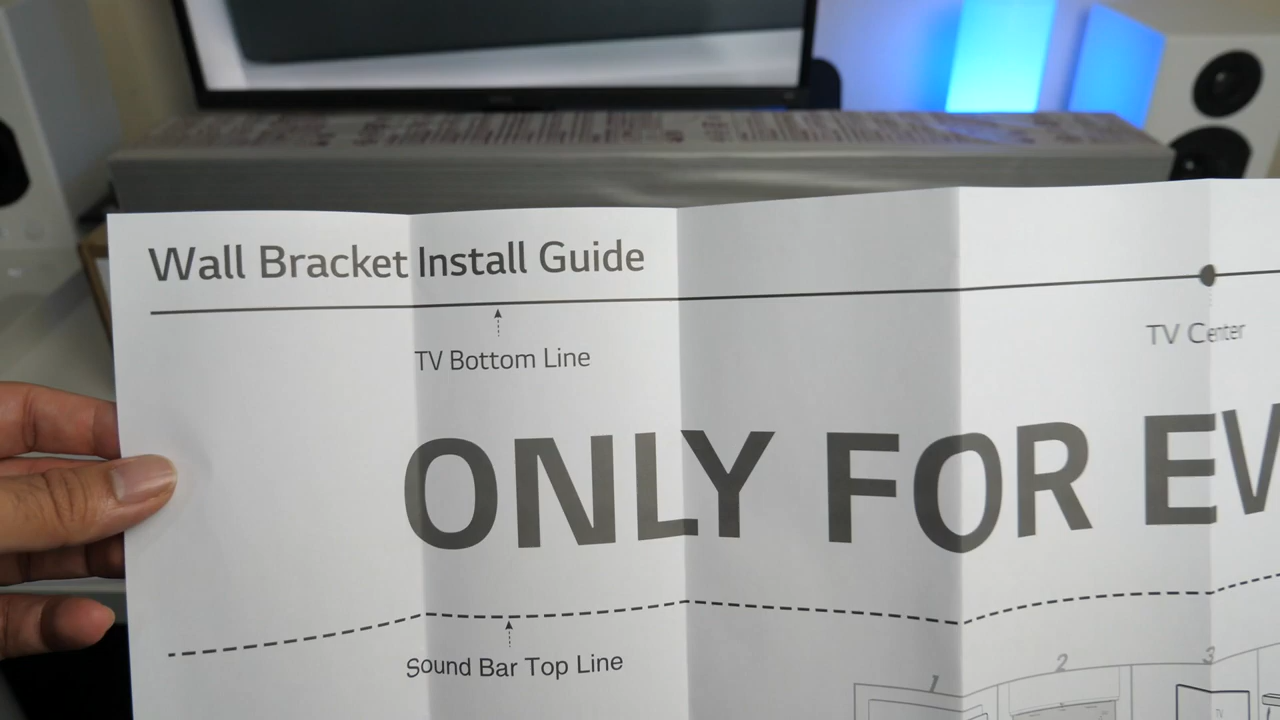 Wall Bracket Install Guide
TV Bottom Line
TV Center
ONLY FOR EV
Sound Bar Top Line
1
2
3
TV